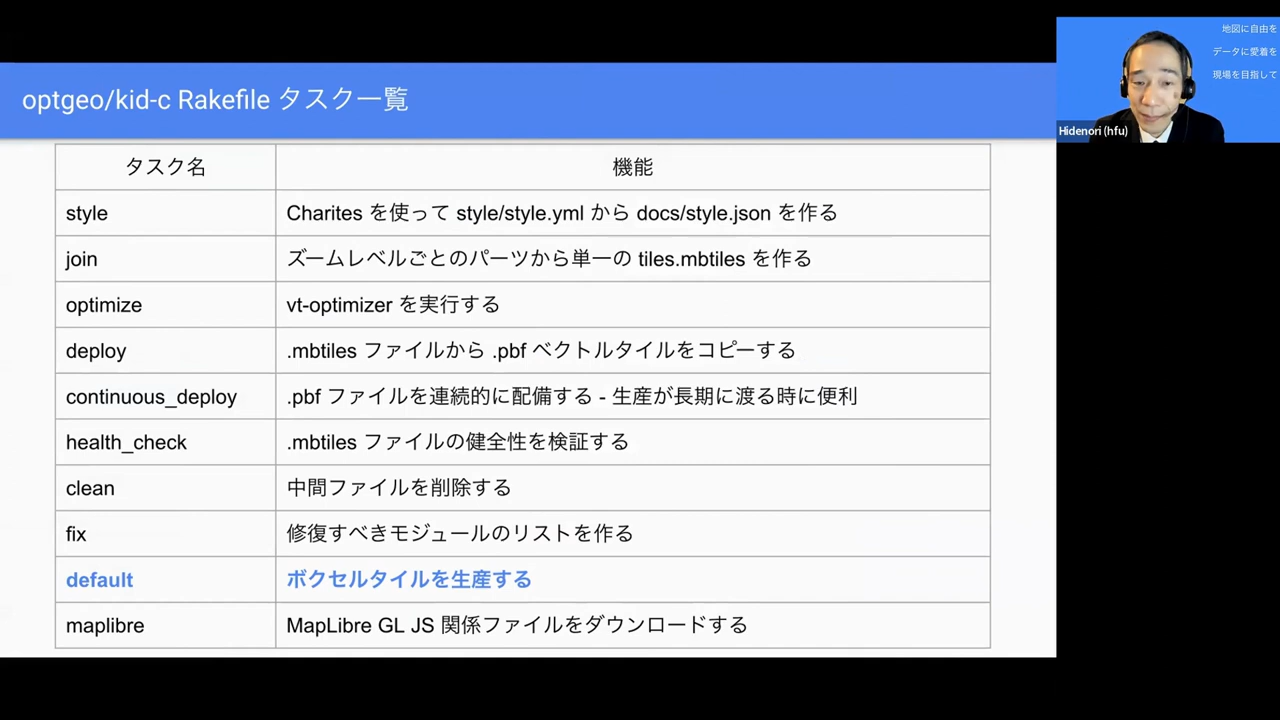 optgeo/kid-c Rakefile タスク一覧
タスク名 機能
style Charites を使って style/style.yml から docs/style.json を作る
join ズームレベルごとのパーツから単一の tiles.mbtiles を作る
optimize vt-optimizer を実行する
deploy .mbtiles ファイルから .pbf ベクトルタイルをコピーする
continuous_deploy .pbf ファイルを連続的に配備する - 生産が長期に渡る時に便利
health_check .mbtiles ファイルの健全性を検証する
clean 中間ファイルを削除する
fix 修復すべきモジュールのリストを作る
default ボクセルタイルを生産する
maplibre MapLibre GL JS 関係ファイルをダウンロードする
地図に自由を
データに愛着を
現場を目指して
Hidenori (hfu)